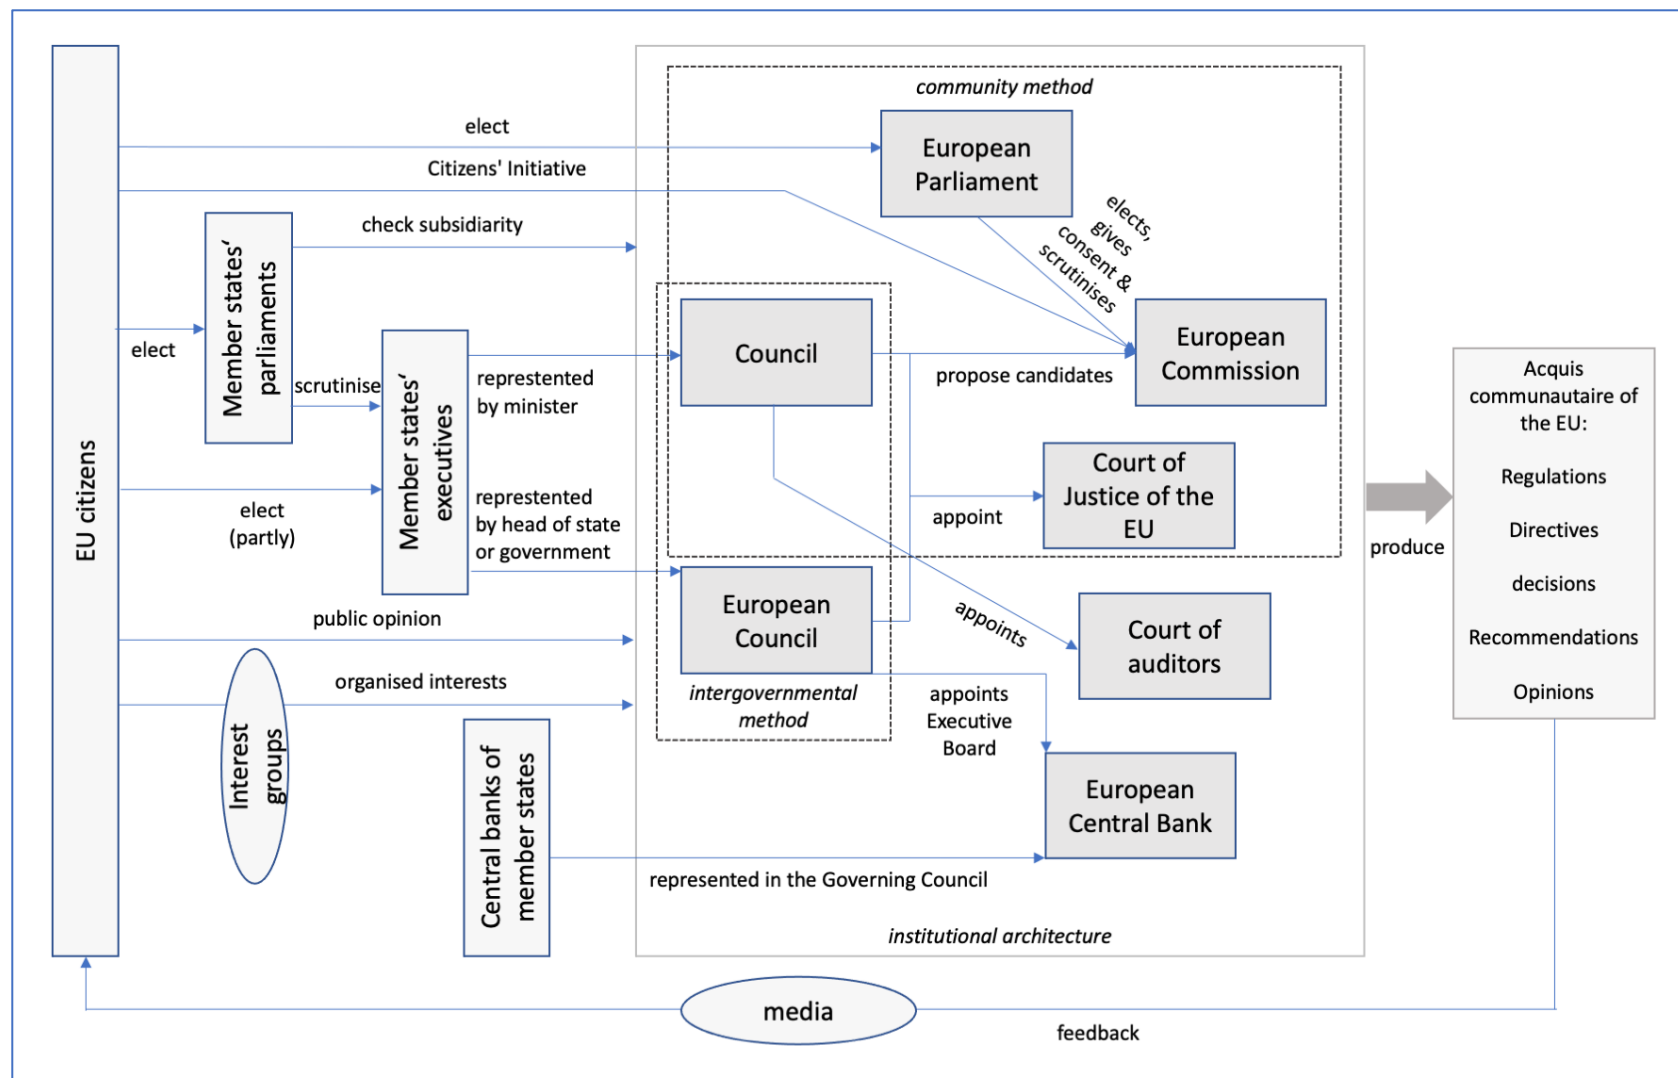 community method
elect
European
Parliament
Citizens' Initiative
elects,
gives
consent &
scrutinises
check subsidiarity
Member states‘
parliaments
elect
scrutinise
Member states‘
executives
represtented
by minister
Council
propose candidates
European
Commission
EU citizens
elect
(partly)
represtented
by head of state
or government
appoint
Court of
Justice of the
EU
produce
Acquis
communautaire of
the EU:
Regulations
Directives
decisions
Recommendations
Opinions
public opinion
European
Council
appoints
Court of
auditors
organised interests
intergovernmental
method
appoints
Executive
Board
Interest
groups
Central banks of
member states
European
Central Bank
represented in the Governing Council
institutional architecture
media
feedback